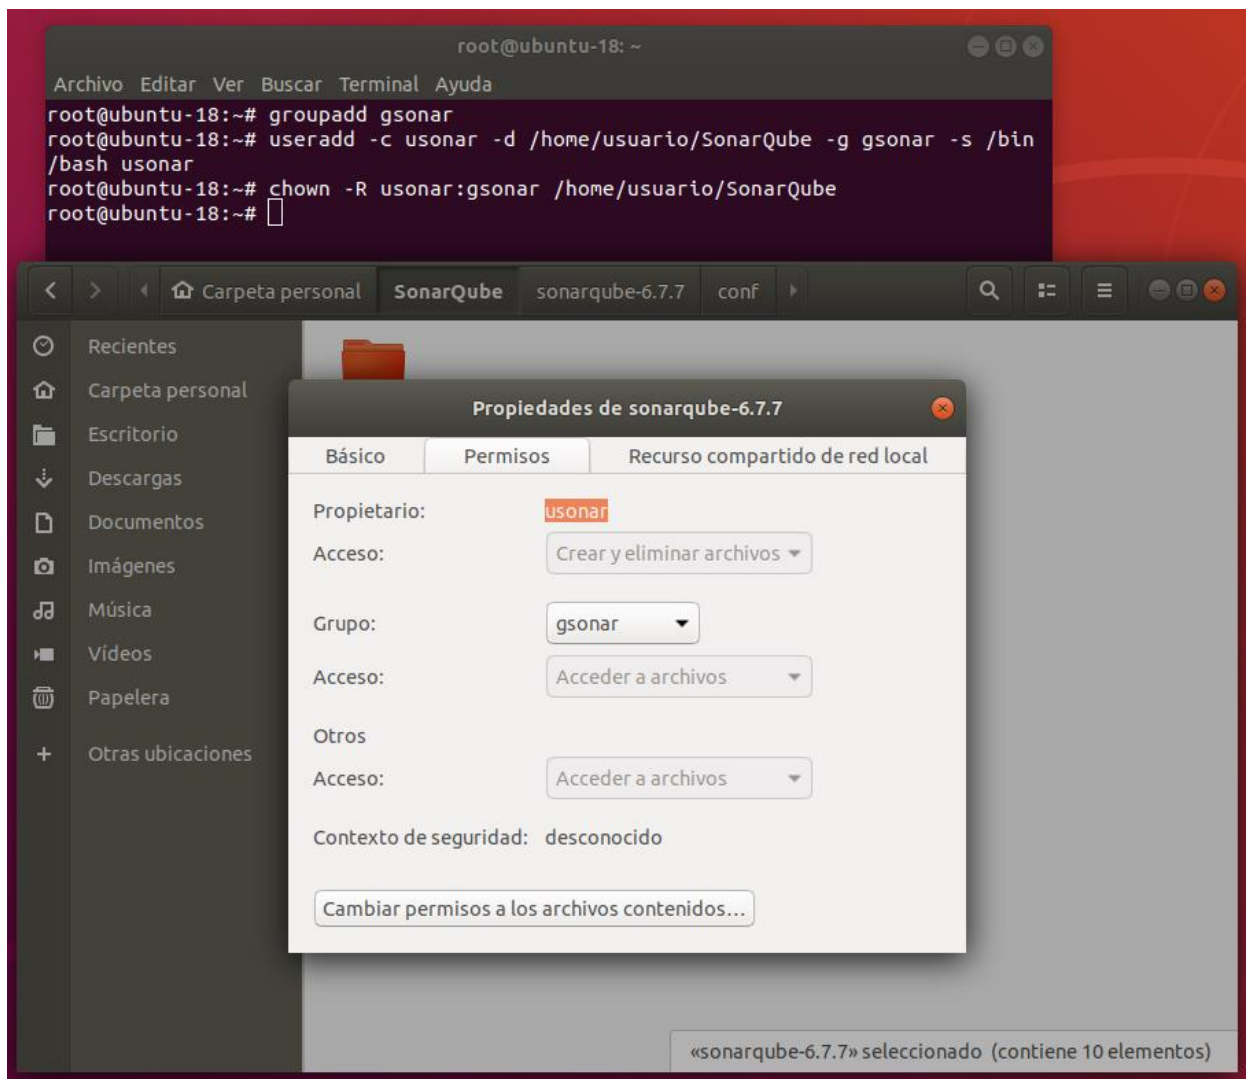 root@ubuntu-18: ~
Archivo Editar Ver Buscar Terminal Ayuda
root@ubuntu-18:~# groupadd gsonar
root@ubuntu-18:~# useradd -c usonar -d /home/usuario/SonarQube -g gsonar -s /bin
/bash usonar
root@ubuntu-18:~# chown -R usonar:gsonar /home/usuario/SonarQube
root@ubuntu-18:~#
Carpeta personal SonarQube sonarqube-6.7.7 conf
Recientes
Carpeta personal
Escritorio
Descargas
Documentos
Imágenes
Música
Vídeos
Papelera
+ Otras ubicaciones
Propiedades de sonarqube-6.7.7
Básico Permisos Recurso compartido de red local
Propietario: usonar
Acceso: Crear y eliminar archivos
Grupo: gsonar
Acceso: Acceder a archivos
Otros
Acceso: Acceder a archivos
Contexto de seguridad: desconocido
Cambiar permisos a los archivos contenidos...
«sonarqube-6.7.7» seleccionado (contiene 10 elementos)